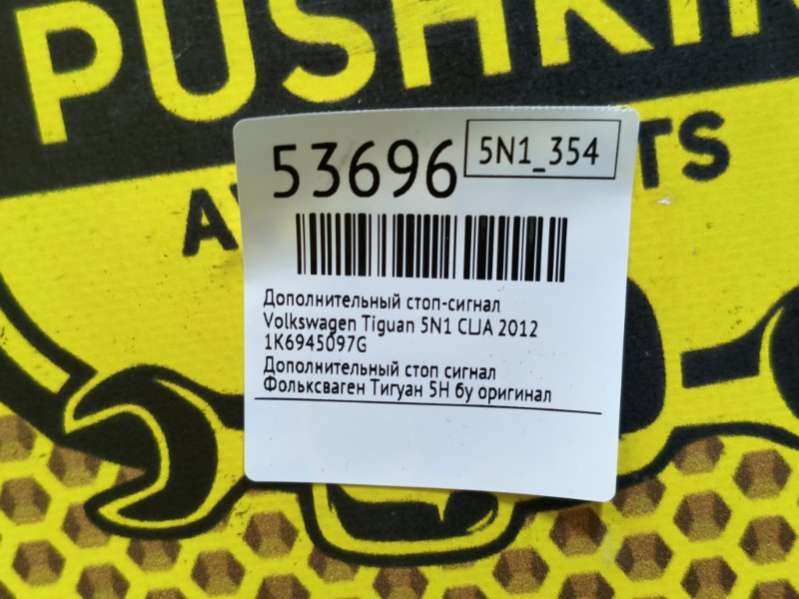 PUSHKIN
53696
5N1_354
TS
Дополнительный стоп-сигнал
Volkswagen Tiguan 5N1 CLJA 2012
1K6945097G
Дополнительный стоп сигнал
Фольксваген Тигуан 5Н бу оригинал